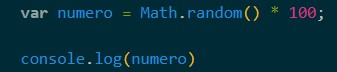 var numero = Math.random() * 100;
console.log(numero)